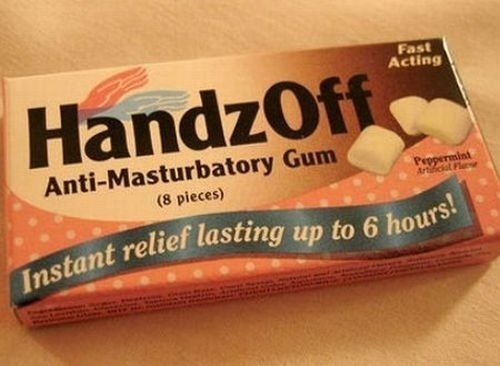 Fast
Acting
HandzOff
Anti-Masturbatory Gum
(8 pieces)
Peppermint
Artificial Flavor
Instant relief lasting up to 6 hours!